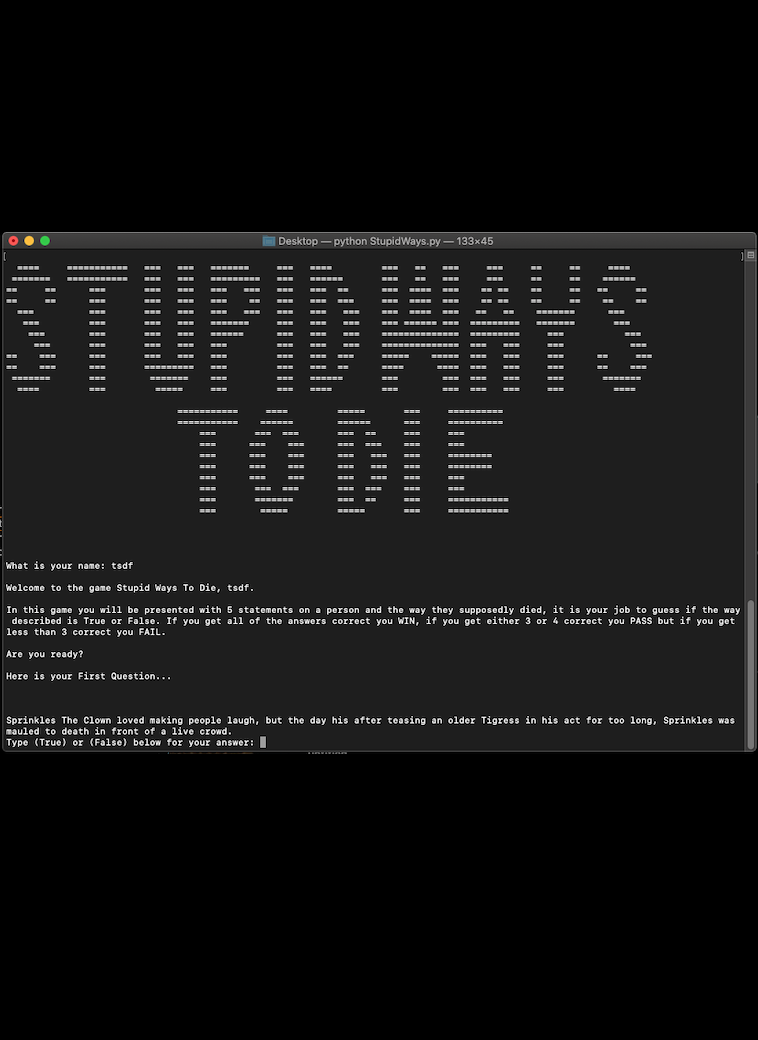 Desktop — python StupidWays.py — 133×45
STUPID WAYS
TO DIE
What is your name: tsdf
Welcome to the game Stupid Ways To Die, tsdf.
In this game you will be presented with 5 statements on a person and the way they supposedly died, it is your job to guess if the way
described is True or False. If you get all of the answers correct you WIN, if you get either 3 or 4 correct you PASS but if you get
less than 3 correct you FAIL.
Are you ready?
Here is your First Question...
Sprinkles The Clown loved making people laugh, but the day his after teasing an older Tigress in his act for too long, Sprinkles was
mauled to death in front of a live crowd.
Type (True) or (False) below for your answer: